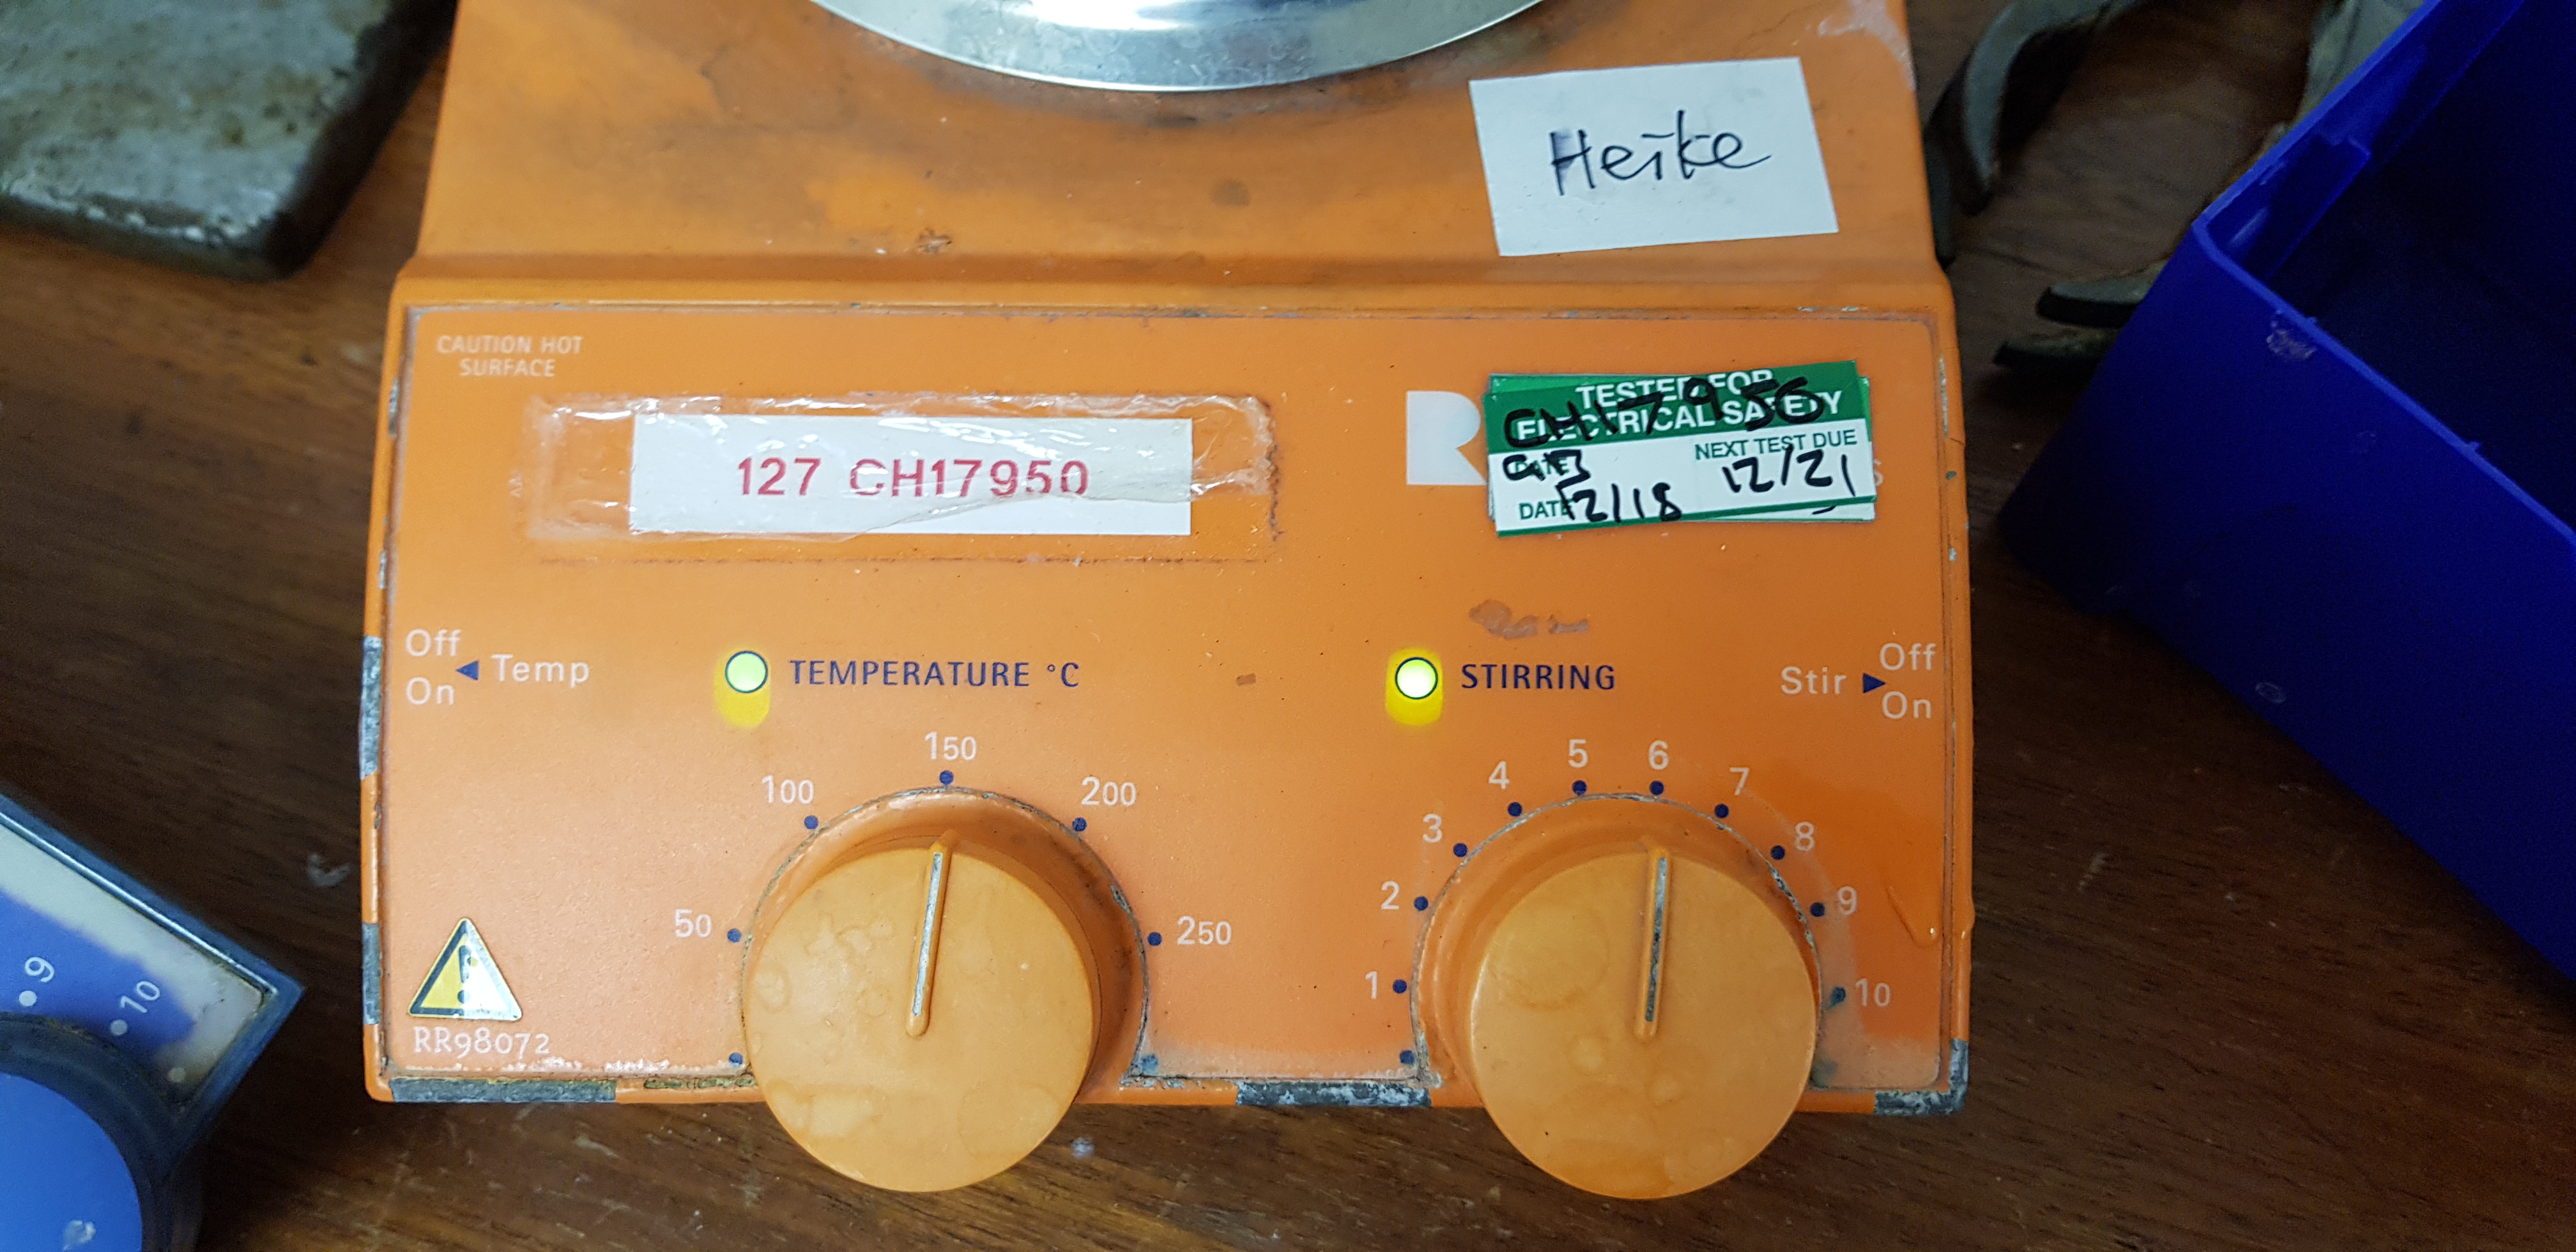 Heike
CAUTION HOT
SURFACE
127 CH17950
R
TESTED FOR
ELECTRICAL SAFETY
CH17950
NEXT TEST DUE
12/21
DATE 12/18
S
Off
On
Temp
TEMPERATURE °C
STIRRING
Stir
Off
On
50
100
150
200
250
1
2
3
4
5
6
7
8
9
10
RR98072
9
10